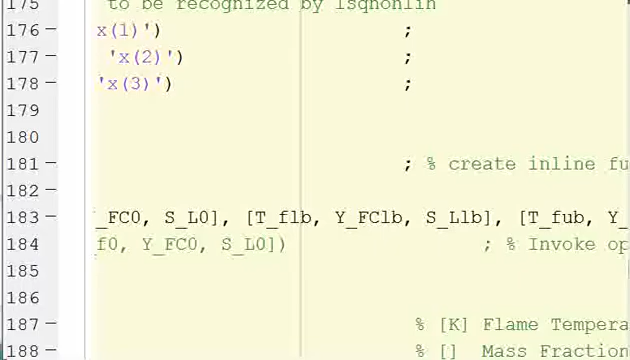 175 to be recognized by lsqnonlin
176 x(1)') ;
177 'x(2)') ;
178 'x(3)') ;
179
180
181 ; % create inline fu
182
183 _FC0, S_L0], [T_flb, Y_FClb, S_Llb], [T_fub, Y_
184 f0, Y_FC0, S_L0]) ; % Invoke op
185
186
187 % [K] Flame Tempera
188 % [] Mass Fraction